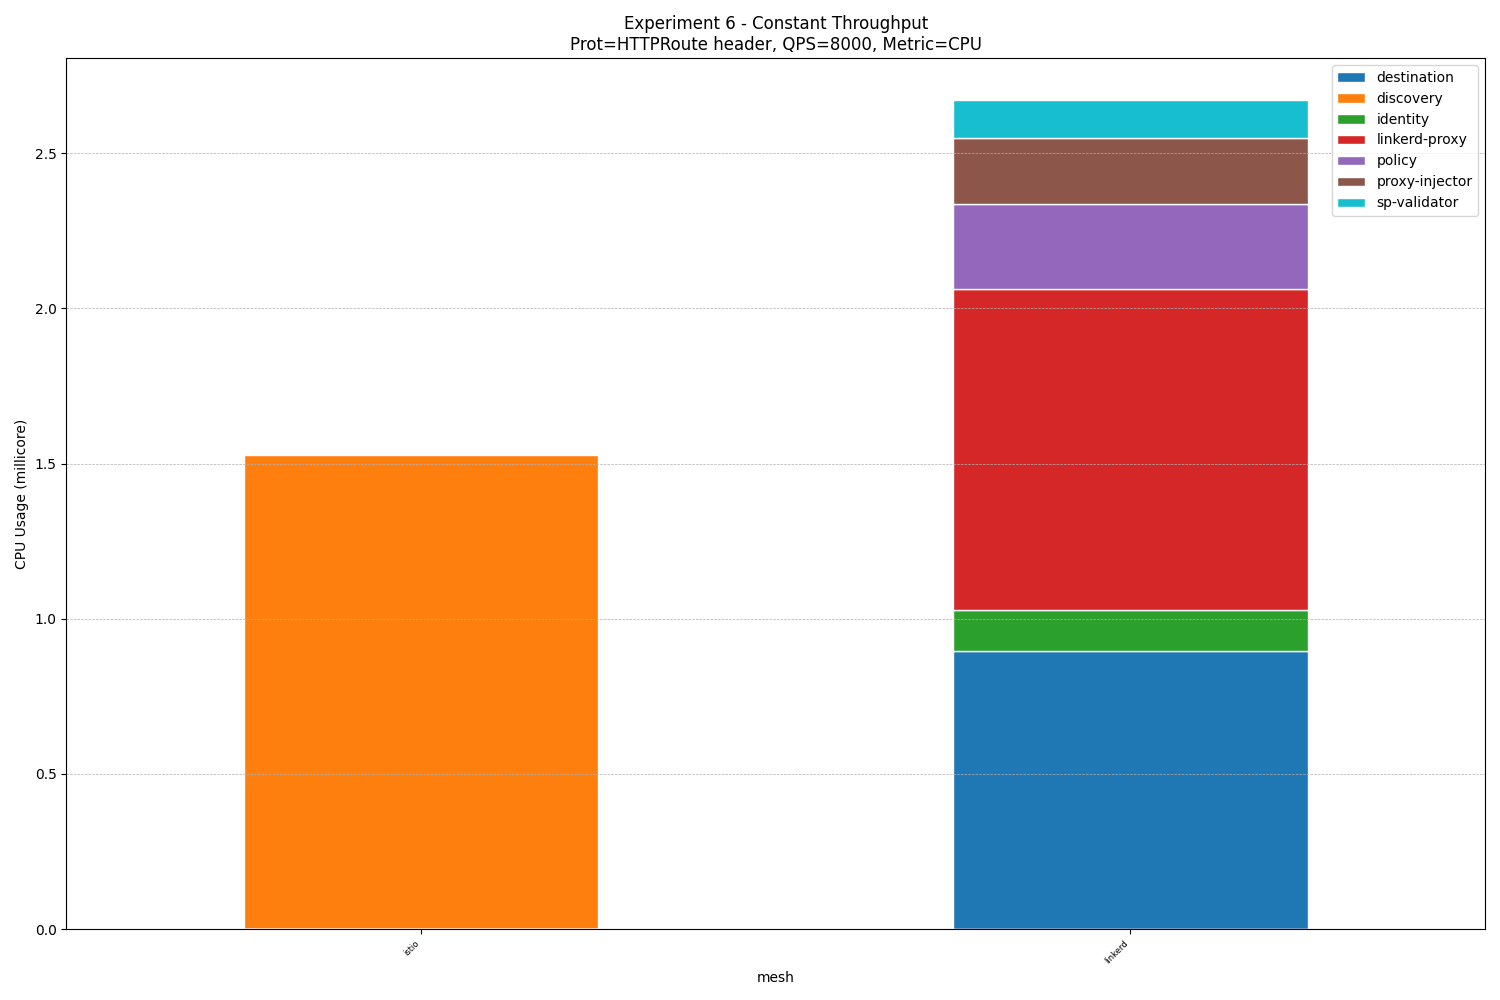 Experiment 6 - Constant Throughput
Prot=HTTPRoute header, QPS=8000, Metric=CPU
destination
discovery
identity
linkerd-proxy
policy
proxy-injector
sp-validator
2.5
2.0
1.5
1.0
0.5
0.0
CPU Usage (millicore)
istio
linkerd
mesh